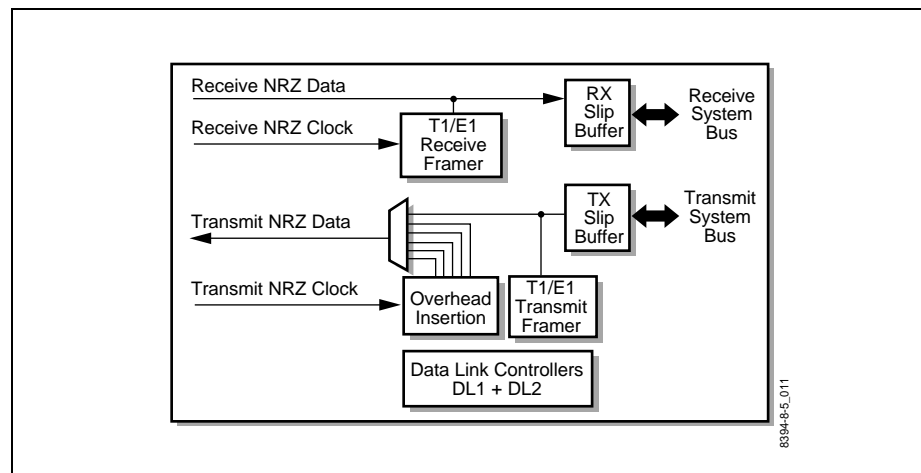 Receive NRZ Data
Receive NRZ Clock
T1/E1
Receive
Framer
RX
Slip
Buffer
Receive
System
Bus
Transmit NRZ Data
Transmit NRZ Clock
Overhead
Insertion
T1/E1
Transmit
Framer
TX
Slip
Buffer
Transmit
System
Bus
Data Link Controllers
DL1 + DL2
8394-8-5_011